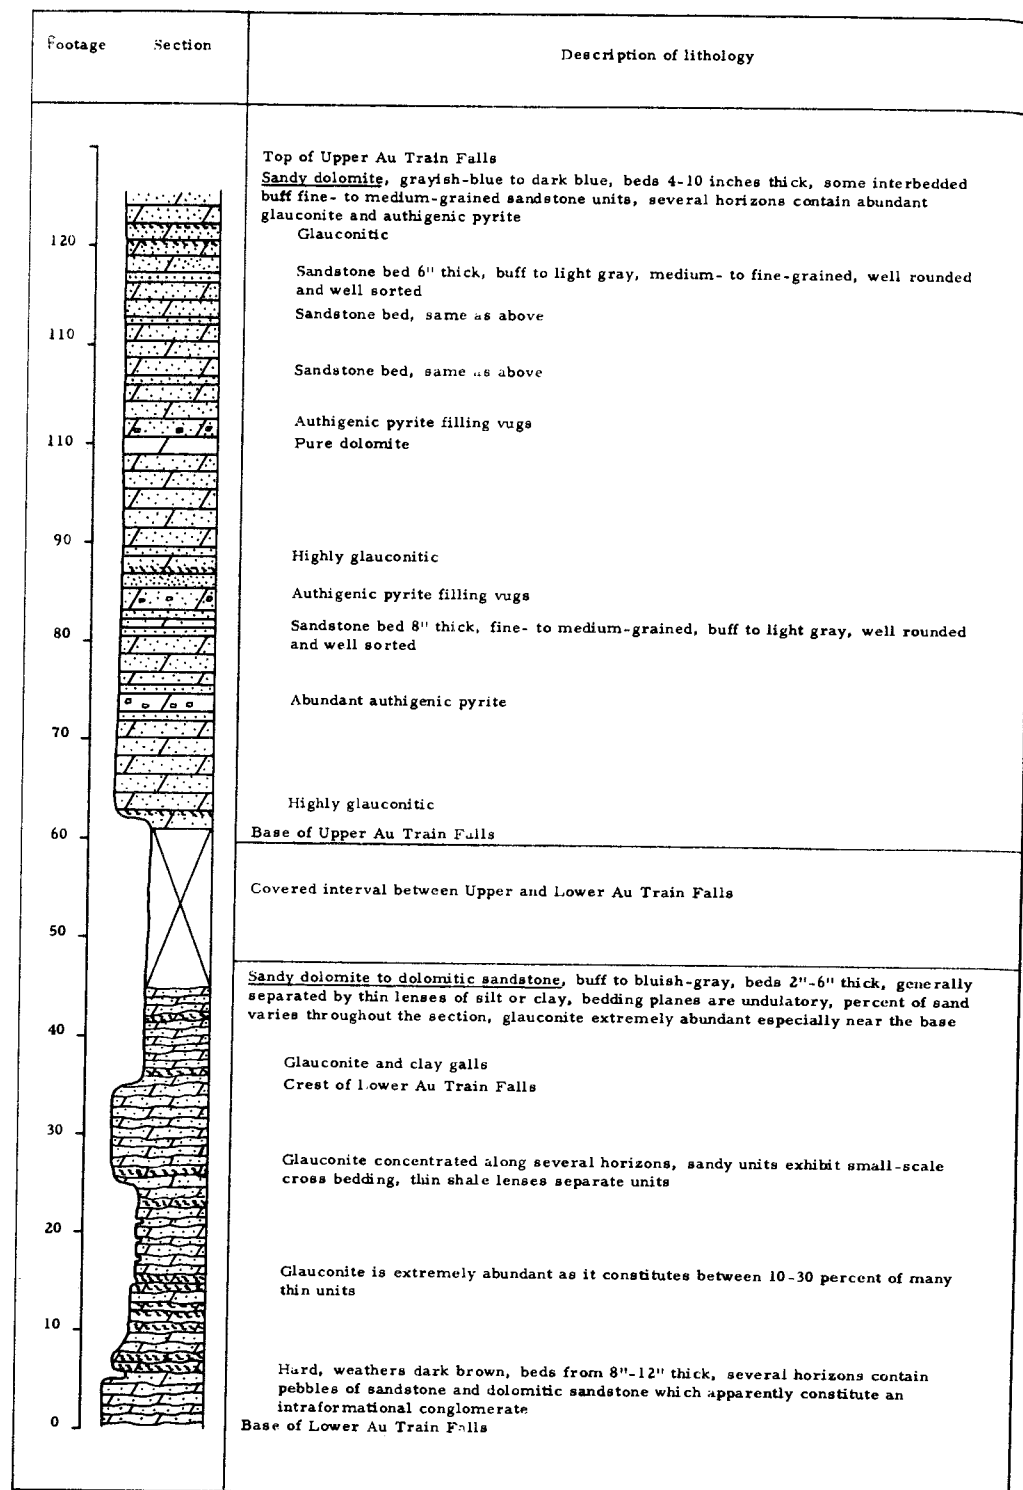 Footage Section Description of lithology
Top of Upper Au Train Falls
Sandy dolomite, grayish-blue to dark blue, beds 4-10 inches thick, some interbedded
buff fine- to medium-grained sandstone units, several horizons contain abundant
glauconite and authigenic pyrite
Glauconitic
120
Sandstone bed 6" thick, buff to light gray, medium- to fine-grained, well rounded
and well sorted
Sandstone bed, same as above
110
Sandstone bed, same as above
Authigenic pyrite filling vugs
110
Pure dolomite
90
Highly glauconitic
Authigenic pyrite filling vugs
Sandstone bed 8" thick, fine- to medium-grained, buff to light gray, well rounded
80
and well sorted
Abundant authigenic pyrite
70
Highly glauconitic
60
Base of Upper Au Train Falls
Covered interval between Upper and Lower Au Train Falls
50
Sandy dolomite to dolomitic sandstone, buff to bluish-gray, beds 2"-6" thick, generally
separated by thin lenses of silt or clay, bedding planes are undulatory, percent of sand
varies throughout the section, glauconite extremely abundant especially near the base
40
Glauconite and clay galls
Crest of Lower Au Train Falls
30
Glauconite concentrated along several horizons, sandy units exhibit small-scale
cross bedding, thin shale lenses separate units
20
Glauconite is extremely abundant as it constitutes between 10-30 percent of many
thin units
10
Hard, weathers dark brown, beds from 8"-12" thick, several horizons contain
pebbles of sandstone and dolomitic sandstone which apparently constitute an
intraformational conglomerate
0
Base of Lower Au Train Falls